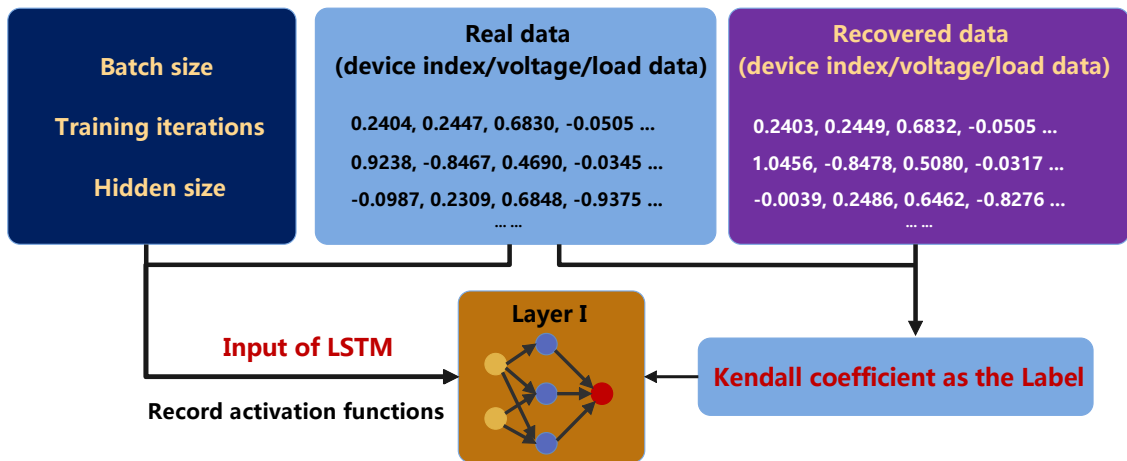 Batch size
Training iterations
Hidden size
Real data
(device index/voltage/load data)
0.2404, 0.2447, 0.6830, -0.0505 ...
0.9238, -0.8467, 0.4690, -0.0345 ...
-0.0987, 0.2309, 0.6848, -0.9375 ...
... ...
Recovered data
(device index/voltage/load data)
0.2403, 0.2449, 0.6832, -0.0505 ...
1.0456, -0.8478, 0.5080, -0.0317 ...
-0.0039, 0.2486, 0.6462, -0.8276 ...
... ...
Input of LSTM
Record activation functions
Layer I
Kendall coefficient as the Label